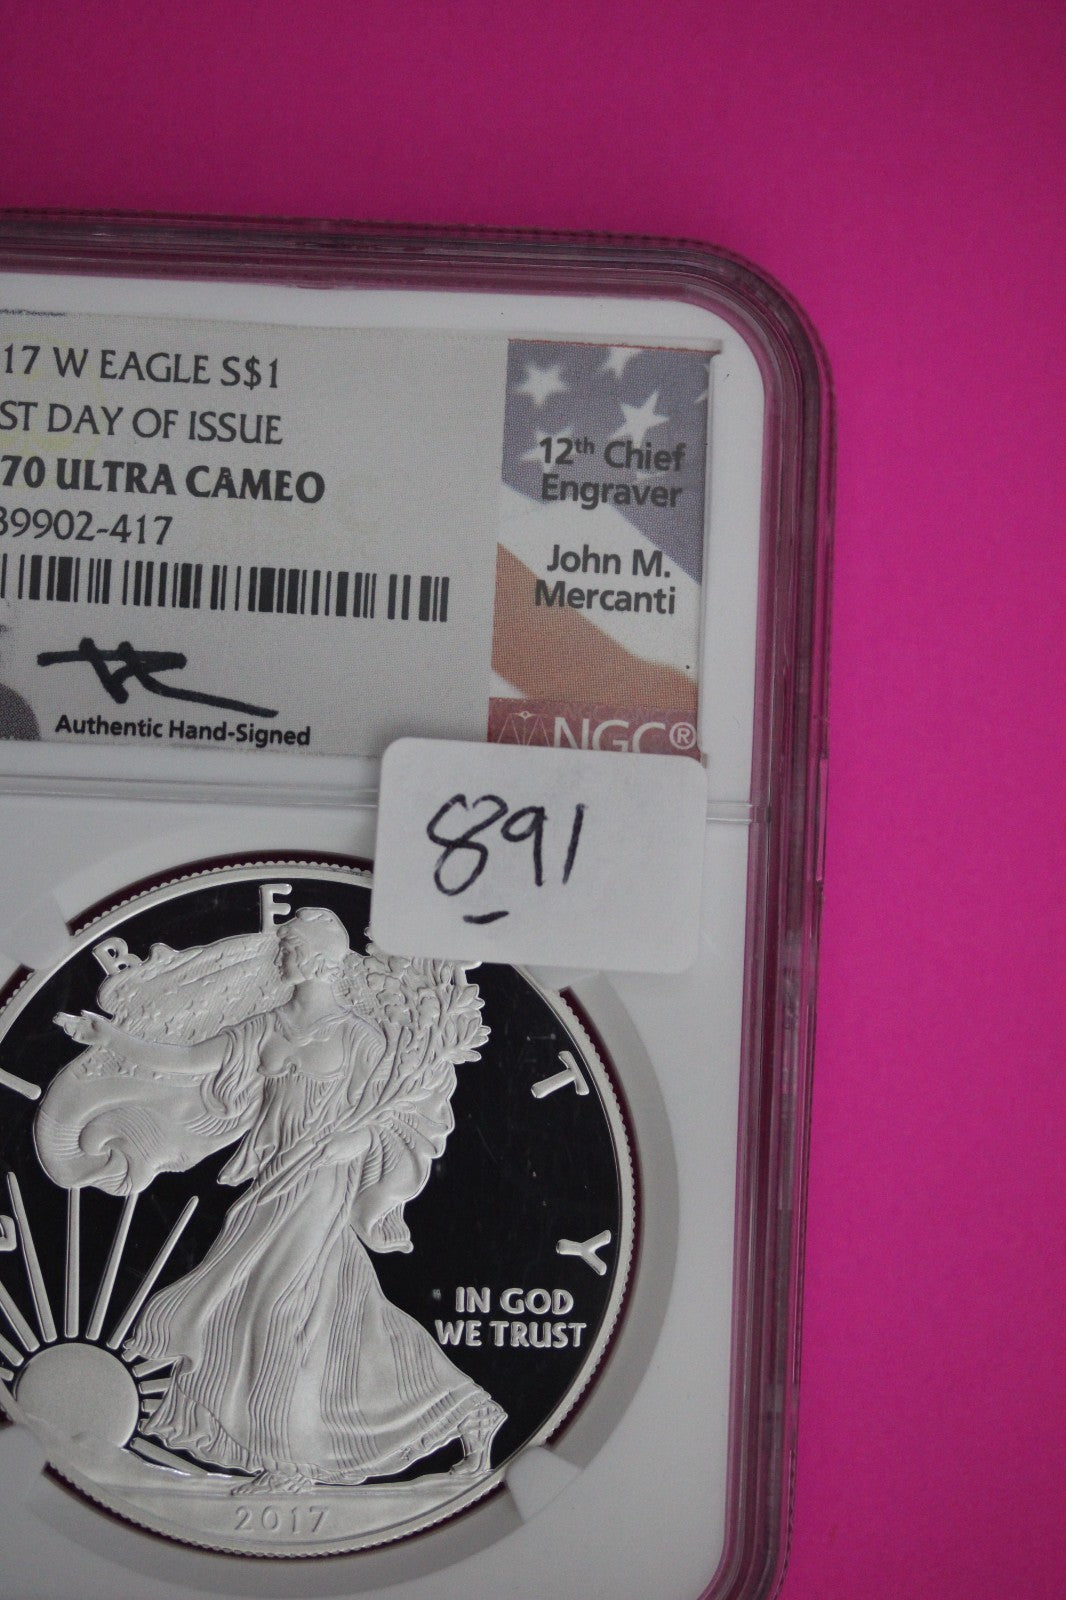 17 W EAGLE S$1
ST DAY OF ISSUE
70 ULTRA CAMEO
39902-417
Authentic Hand-Signed
12th Chief
Engraver
John M.
Mercanti
NGC®
891
LIBERTY
IN GOD
WE TRUST
2017